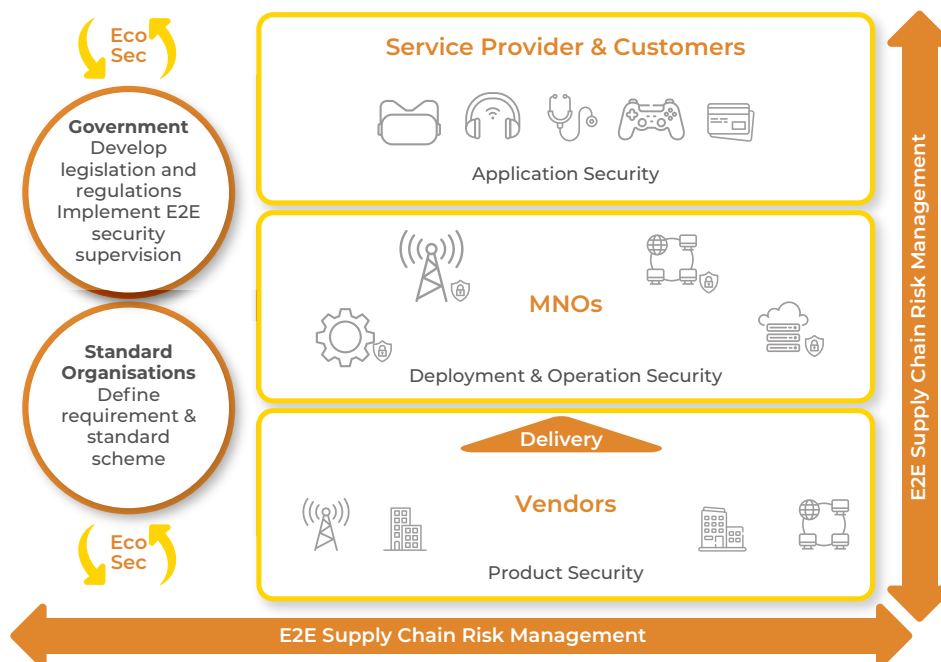 Eco
Sec
Government
Develop
legislation and
regulations
Implement E2E
security
supervision
Standard
Organisations
Define
requirement &
standard
scheme
Eco
Sec
Service Provider & Customers
Application Security
MNOs
Deployment & Operation Security
Delivery
Vendors
Product Security
E2E Supply Chain Risk Management
E2E Supply Chain Risk Management